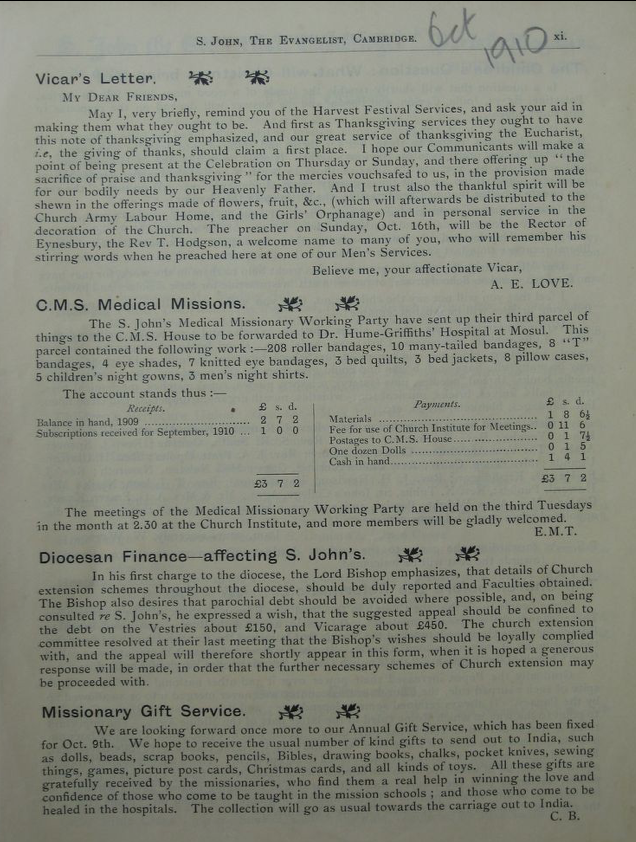 S. John, The Evangelist, Cambridge. Oct 1910 xi.
Vicar's Letter.
My Dear Friends,
May I, very briefly, remind you of the Harvest Festival Services, and ask your aid in
making them what they ought to be. And first as Thanksgiving services they ought to have
this note of thanksgiving emphasized, and our great service of thanksgiving the Eucharist,
i.e, the giving of thanks, should claim a first place. I hope our Communicants will make a
point of being present at the Celebration on Thursday or Sunday, and there offering up " the
sacrifice of praise and thanksgiving " for the mercies vouchsafed to us, in the provision made
for our bodily needs by our Heavenly Father. And I trust also the thankful spirit will be
shewn in the offerings made of flowers, fruit, &c., (which will afterwards be distributed to the
Church Army Labour Home, and the Girls' Orphanage) and in personal service in the
decoration of the Church. The preacher on Sunday, Oct. 16th, will be the Rector of
Eynesbury, the Rev T. Hodgson, a welcome name to many of you, who will remember his
stirring words when he preached here at one of our Men's Services.
Believe me, your affectionate Vicar,
A. E. LOVE.
C.M.S. Medical Missions.
The S. John's Medical Missionary Working Party have sent up their third parcel of
things to the C.M.S. House to be forwarded to Dr. Hume-Griffiths' Hospital at Mosul. This
parcel contained the following work :—208 roller bandages, 10 many-tailed bandages, 8 "T"
bandages, 4 eye shades, 7 knitted eye bandages, 3 bed quilts, 3 bed jackets, 8 pillow cases,
5 children's night gowns, 3 men's night shirts.
The account stands thus :—
Receipts. £ s. d.
Balance in hand, 1909 ........................ 2 7 2
Subscriptions received for September, 1910 ... 1 0 0
£3 7 2
Payments. £ s. d.
Materials .................................... 1 8 6½
Fee for use of Church Institute for Meetings.. 0 11 6
Postages to C.M.S. House.................... 0 1 7½
One dozen Dolls ............................ 0 1 5
Cash in hand................................ 1 4 1
£3 7 2
The meetings of the Medical Missionary Working Party are held on the third Tuesdays
in the month at 2.30 at the Church Institute, and more members will be gladly welcomed.
E.M.T.
Diocesan Finance—affecting S. John's.
In his first charge to the diocese, the Lord Bishop emphasizes, that details of Church
extension schemes throughout the diocese, should be duly reported and Faculties obtained.
The Bishop also desires that parochial debt should be avoided where possible, and, on being
consulted re S. John's, he expressed a wish, that the suggested appeal should be confined to
the debt on the Vestries about £150, and Vicarage about £450. The church extension
committee resolved at their last meeting that the Bishop's wishes should be loyally complied
with, and the appeal will therefore shortly appear in this form, when it is hoped a generous
response will be made, in order that the further necessary schemes of Church extension may
be proceeded with.
Missionary Gift Service.
We are looking forward once more to our Annual Gift Service, which has been fixed
for Oct. 9th. We hope to receive the usual number of kind gifts to send out to India, such
as dolls, beads, scrap books, pencils, Bibles, drawing books, chalks, pocket knives, sewing
things, games, picture post cards, Christmas cards, and all kinds of toys. All these gifts are
gratefully received by the missionaries, who find them a real help in winning the love and
confidence of those who come to be taught in the mission schools ; and those who come to be
healed in the hospitals. The collection will go as usual towards the carriage out to India.
C. B.